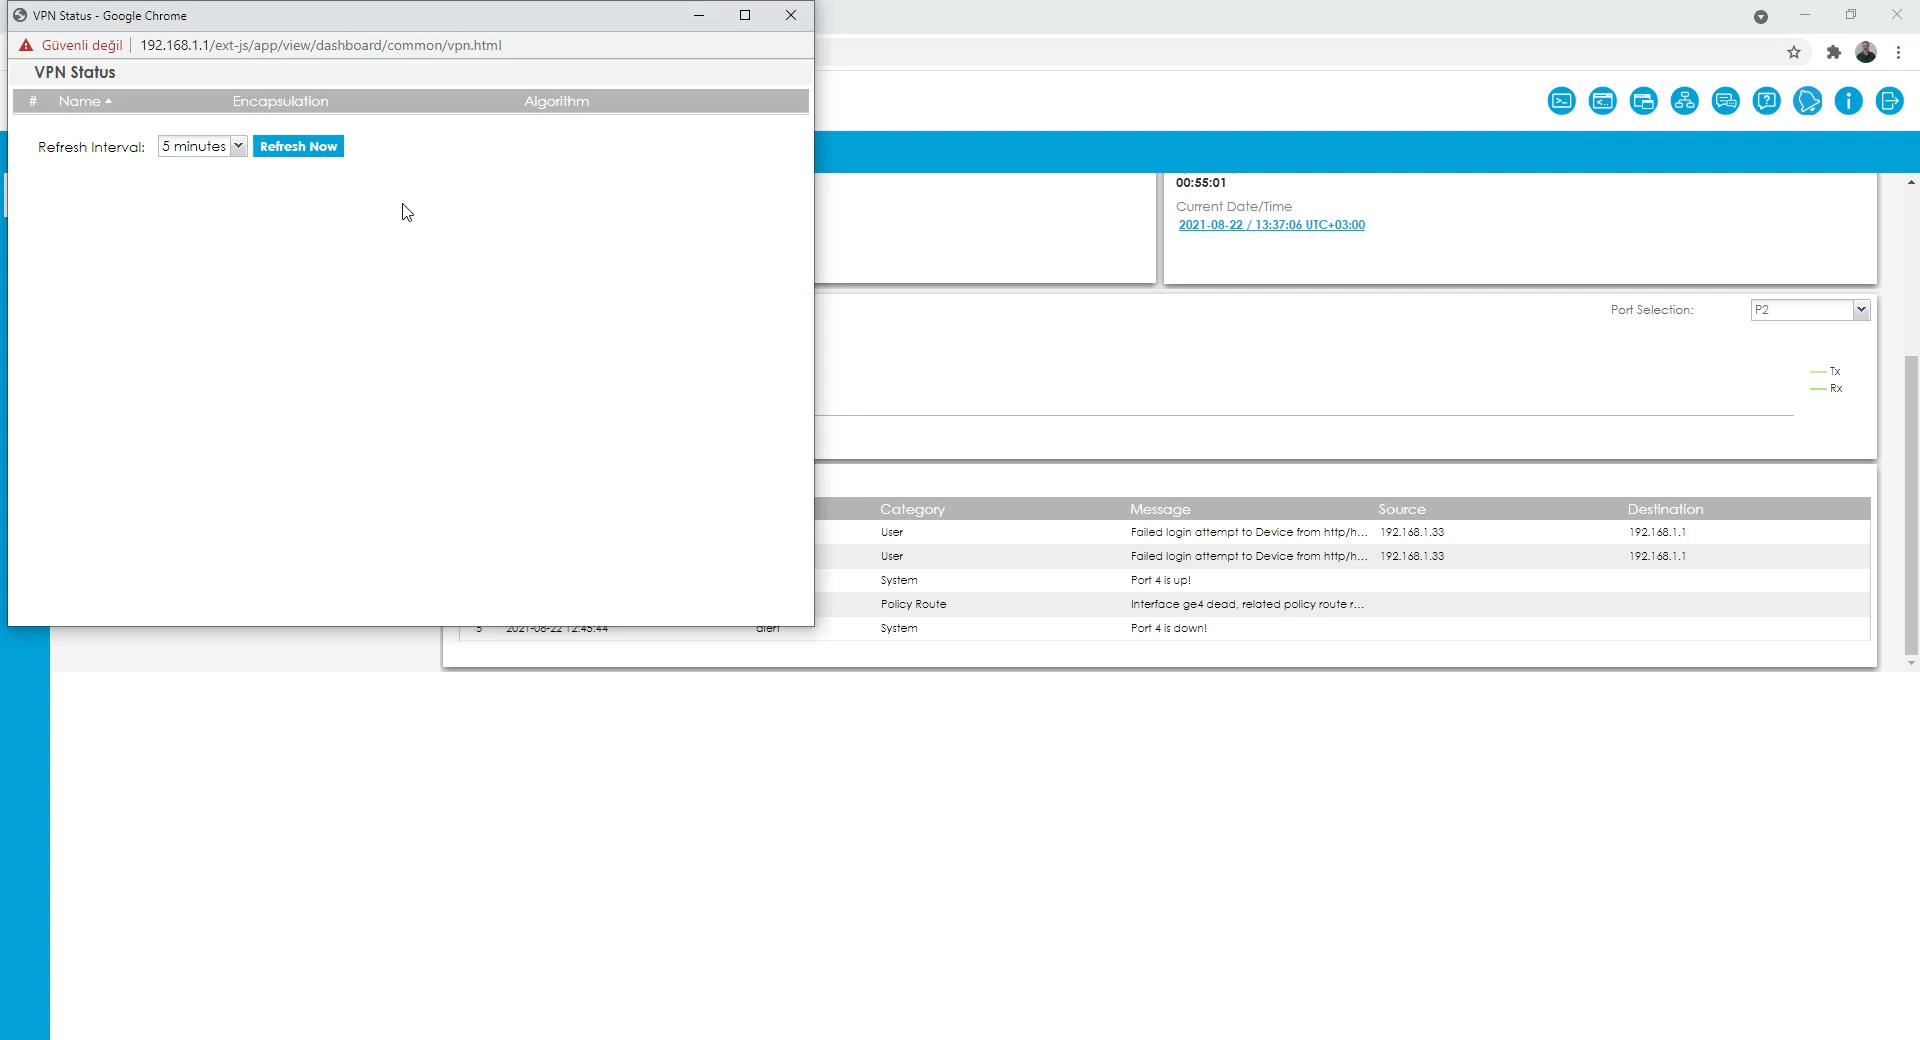 VPN Status - Google Chrome
Güvenli değil 192.168.1.1/ext-js/app/view/dashboard/common/vpn.html
VPN Status
# Name Encapsulation Algorithm
Refresh Interval: 5 minutes Refresh Now
00:55:01
Current Date/Time
2021-08-22 / 13:37:06 UTC+03:00
Port Selection: P2
Tx
Rx
Category Message Source Destination
User Failed login attempt to Device from http/h... 192.168.1.33 192.168.1.1
User Failed login attempt to Device from http/h... 192.168.1.33 192.168.1.1
System Port 4 is up!
Policy Route Interface ge4 dead, related policy route r...
5 2021-08-22 12:45:44 alert System Port 4 is down!